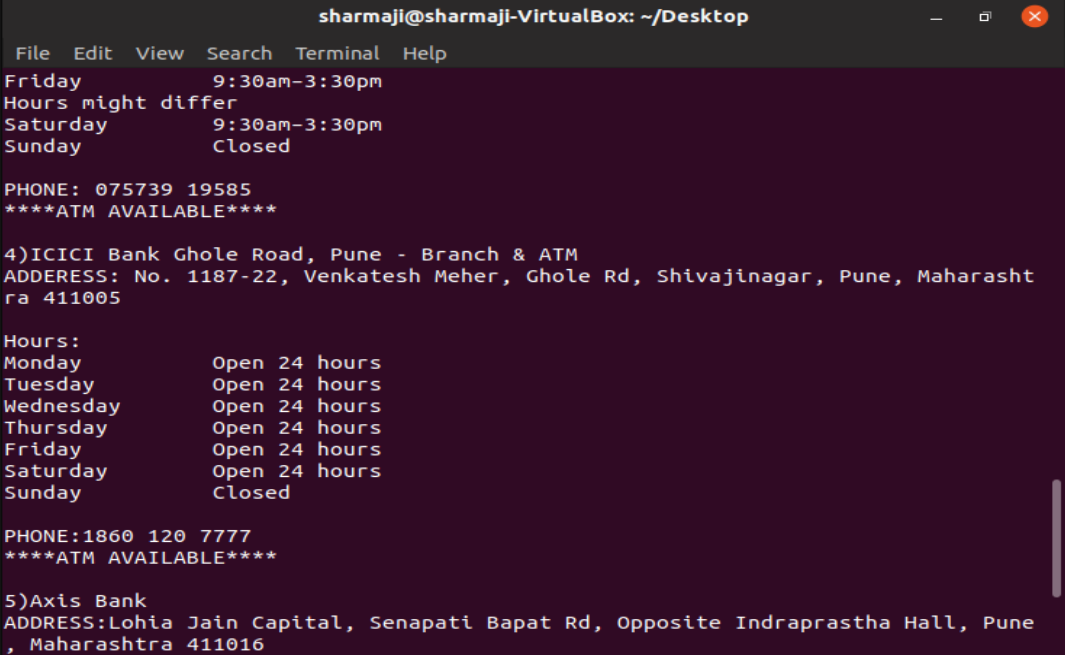 sharmaji@sharmaji-VirtualBox: ~/Desktop
File Edit View Search Terminal Help
Friday 9:30am–3:30pm
Hours might differ
Saturday 9:30am–3:30pm
Sunday Closed
PHONE: 075739 19585
****ATM AVAILABLE****
4)ICICI Bank Ghole Road, Pune - Branch & ATM
ADDERESS: No. 1187-22, Venkatesh Meher, Ghole Rd, Shivajinagar, Pune, Maharasht
ra 411005
Hours:
Monday Open 24 hours
Tuesday Open 24 hours
Wednesday Open 24 hours
Thursday Open 24 hours
Friday Open 24 hours
Saturday Open 24 hours
Sunday Closed
PHONE:1860 120 7777
****ATM AVAILABLE****
5)Axis Bank
ADDRESS:Lohia Jain Capital, Senapati Bapat Rd, Opposite Indraprastha Hall, Pune
, Maharashtra 411016